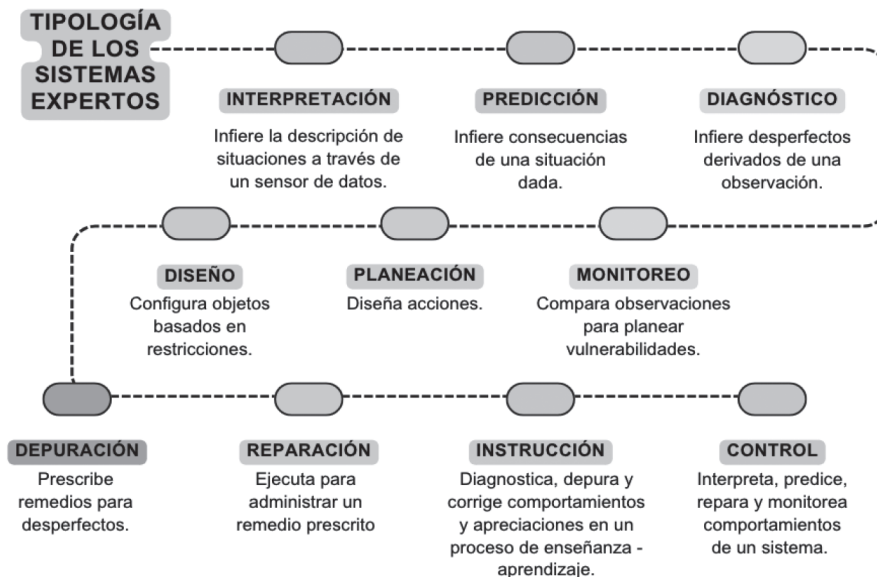 TIPOLOGÍA
DE LOS
SISTEMAS
EXPERTOS
INTERPRETACIÓN
Infiere la descripción de
situaciones a través de
un sensor de datos.
PREDICCIÓN
Infiere consecuencias
de una situación
dada.
DIAGNÓSTICO
Infiere desperfectos
derivados de una
observación.
DISEÑO
Configura objetos
basados en
restricciones.
PLANEACIÓN
Diseña acciones.
MONITOREO
Compara observaciones
para planear
vulnerabilidades.
DEPURACIÓN
Prescribe
remedios para
desperfectos.
REPARACIÓN
Ejecuta para
administrar un
remedio prescrito
INSTRUCCIÓN
Diagnostica, depura y
corrige comportamientos
y apreciaciones en un
proceso de enseñanza -
aprendizaje.
CONTROL
Interpreta, predice,
repara y monitorea
comportamientos
de un sistema.